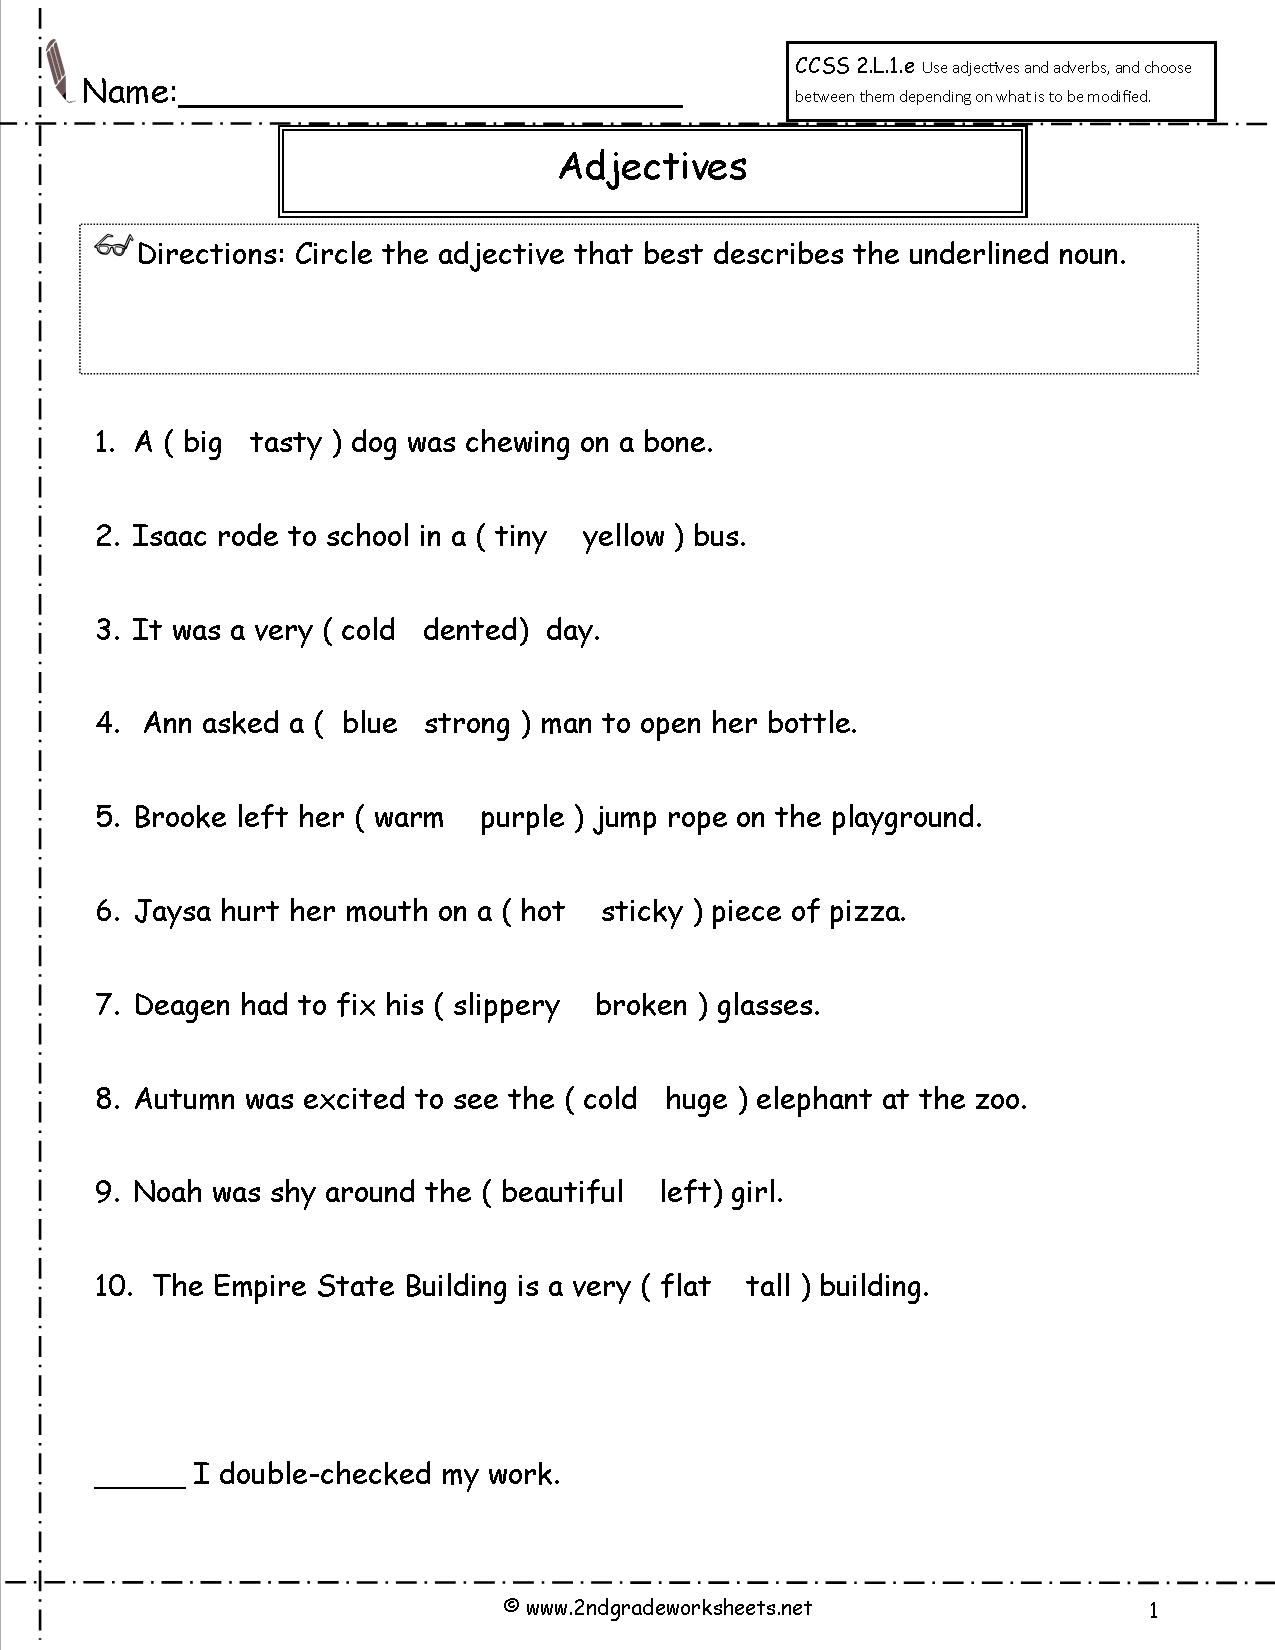 CCSS 2.L.1.e Use adjectives and adverbs, and choose
between them depending on what is to be modified.
Name:
Adjectives
Directions: Circle the adjective that best describes the underlined noun.
1. A ( big tasty ) dog was chewing on a bone.
2. Isaac rode to school in a ( tiny yellow ) bus.
3. It was a very ( cold dented) day.
4. Ann asked a ( blue strong ) man to open her bottle.
5. Brooke left her ( warm purple ) jump rope on the playground.
6. Jaysa hurt her mouth on a ( hot sticky ) piece of pizza.
7. Deagen had to fix his ( slippery broken ) glasses.
8. Autumn was excited to see the ( cold huge ) elephant at the zoo.
9. Noah was shy around the ( beautiful left) girl.
10. The Empire State Building is a very ( flat tall ) building.
_____ I double-checked my work.
© www.2ndgradeworksheets.net
1